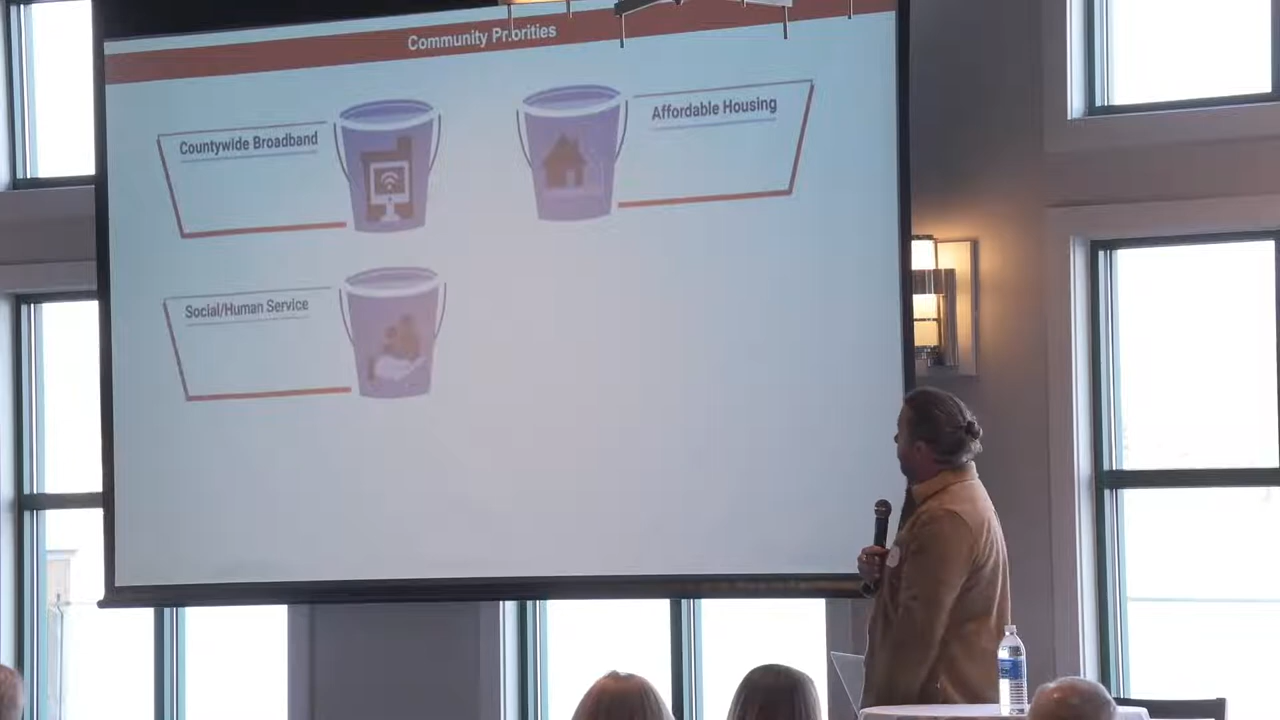 Community Priorities
Countywide Broadband
Affordable Housing
Social/Human Service